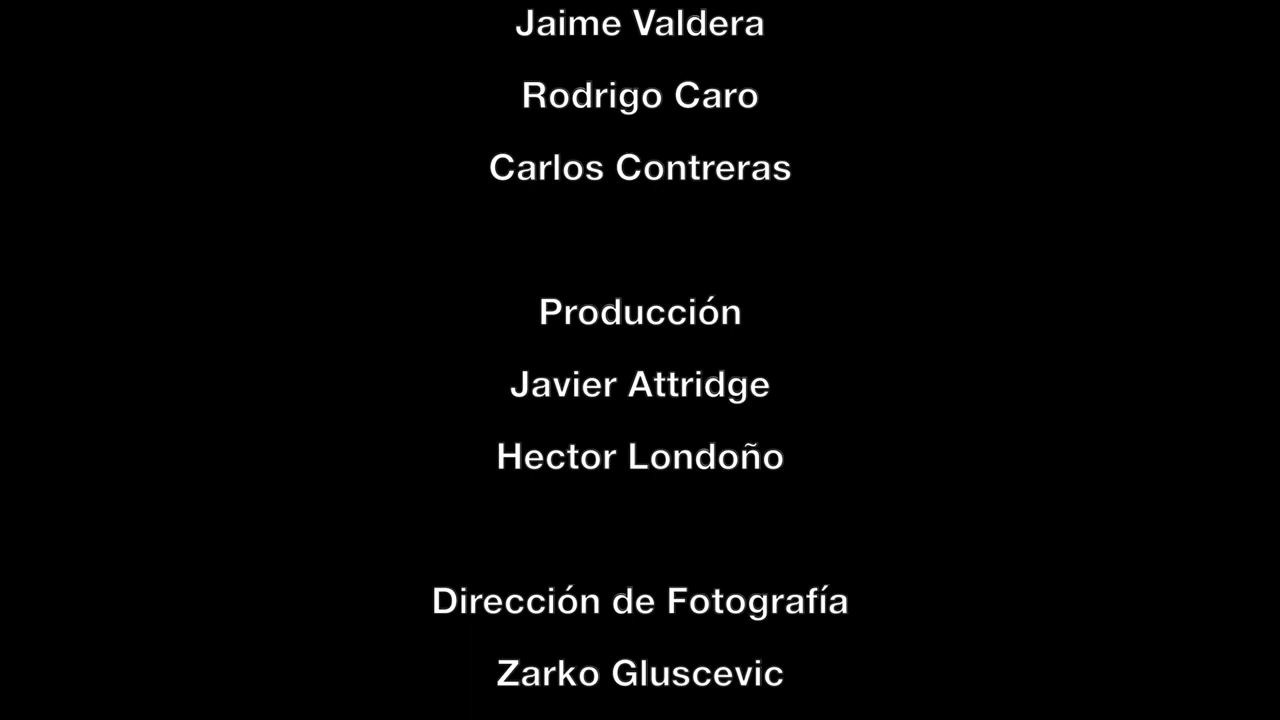 Jaime Valdera
Rodrigo Caro
Carlos Contreras
Producción
Javier Attridge
Hector Londoño
Dirección de Fotografía
Zarko Gluscevic